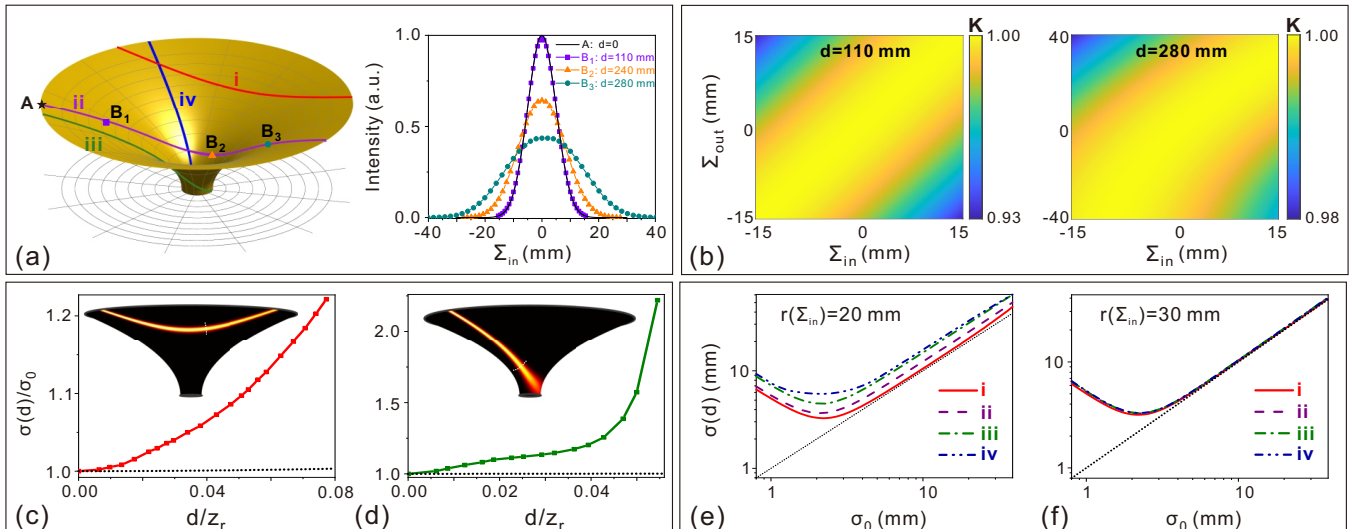 A
ii
B1
iii
iv
i
B2
B3
(a)
Intensity (a.u.)
1.0
0.5
0.0
A: d=0
B1: d=110 mm
B2: d=240 mm
B3: d=280 mm
-40 -20 0 20 40
Σin (mm)
(b)
Σout (mm)
15
0
-15
d=110 mm
-15 0 15
Σin (mm)
K
1.00
0.93
40
0
-40
d=280 mm
-15 0 15
Σin (mm)
K
1.00
0.98
(c)
σ(d)/σ0
1.2
1.1
1.0
0.00 0.04 0.08
d/zr
(d)
2.0
1.5
1.0
0.00 0.02 0.04
d/zr
(e)
σ(d) (mm)
r(Σin)=20 mm
10
1
i
ii
iii
iv
1 10
σ0 (mm)
(f)
r(Σin)=30 mm
10
1
i
ii
iii
iv
1 10
σ0 (mm)